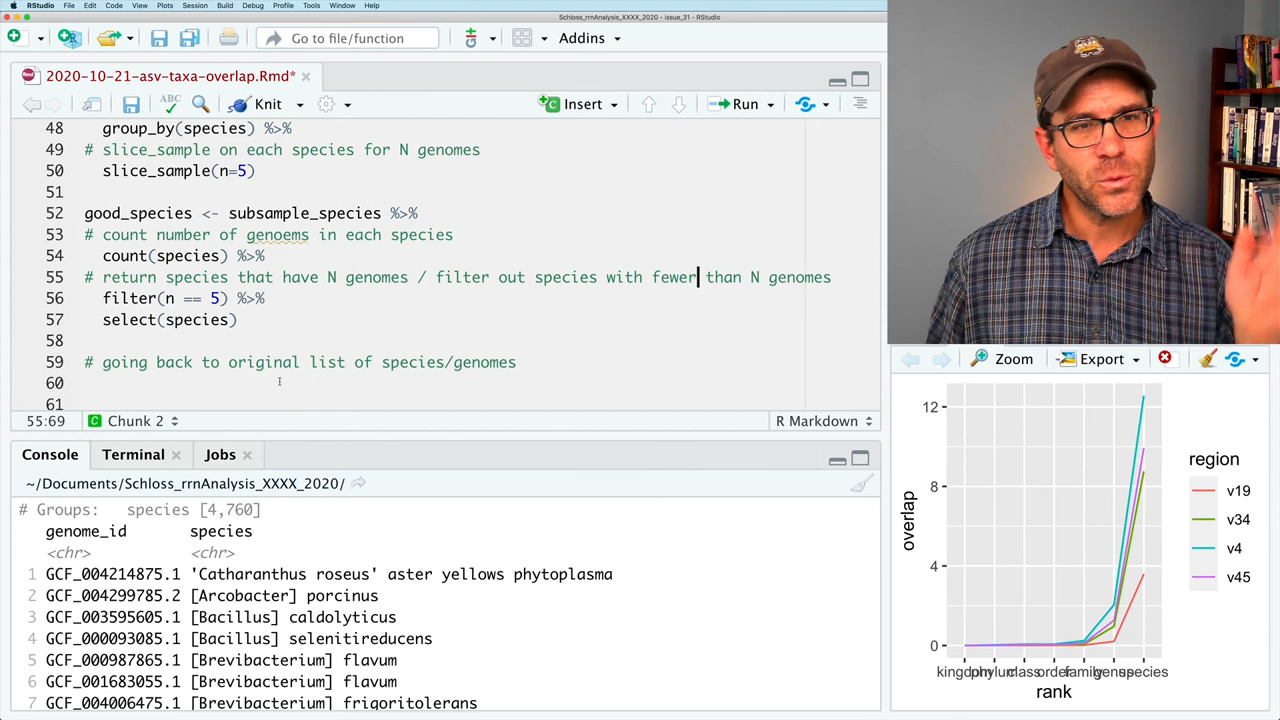 RStudio File Edit Code View Plots Session Build Debug Profile Tools Window Help
Schloss_rrnAnalysis_XXXX_2020 - issue_31 - RStudio
Go to file/function
Addins
2020-10-21-asv-taxa-overlap.Rmd*
ABC
Knit
Insert
Run
48 group_by(species) %>%
49 # slice_sample on each species for N genomes
50 slice_sample(n=5)
51
52 good_species <- subsample_species %>%
53 # count number of genoems in each species
54 count(species) %>%
55 # return species that have N genomes / filter out species with fewer than N genomes
56 filter(n == 5) %>%
57 select(species)
58
59 # going back to original list of species/genomes
60
61
55:69 C Chunk 2 R Markdown
Console Terminal Jobs
~/Documents/Schloss_rrnAnalysis_XXXX_2020/
# Groups: species [4,760]
genome_id species
<chr> <chr>
1 GCF_004214875.1 'Catharanthus roseus' aster yellows phytoplasma
2 GCF_004299785.2 [Arcobacter] porcinus
3 GCF_003595605.1 [Bacillus] caldolyticus
4 GCF_000093085.1 [Bacillus] selenitireducens
5 GCF_000987865.1 [Brevibacterium] flavum
6 GCF_001683055.1 [Brevibacterium] flavum
7 GCF_004006475.1 [Brevibacterium] frigoritolerans
Zoom Export
12
8
4
0
overlap
kingdom phylum class order family genus species
rank
region
v19
v34
v4
v45